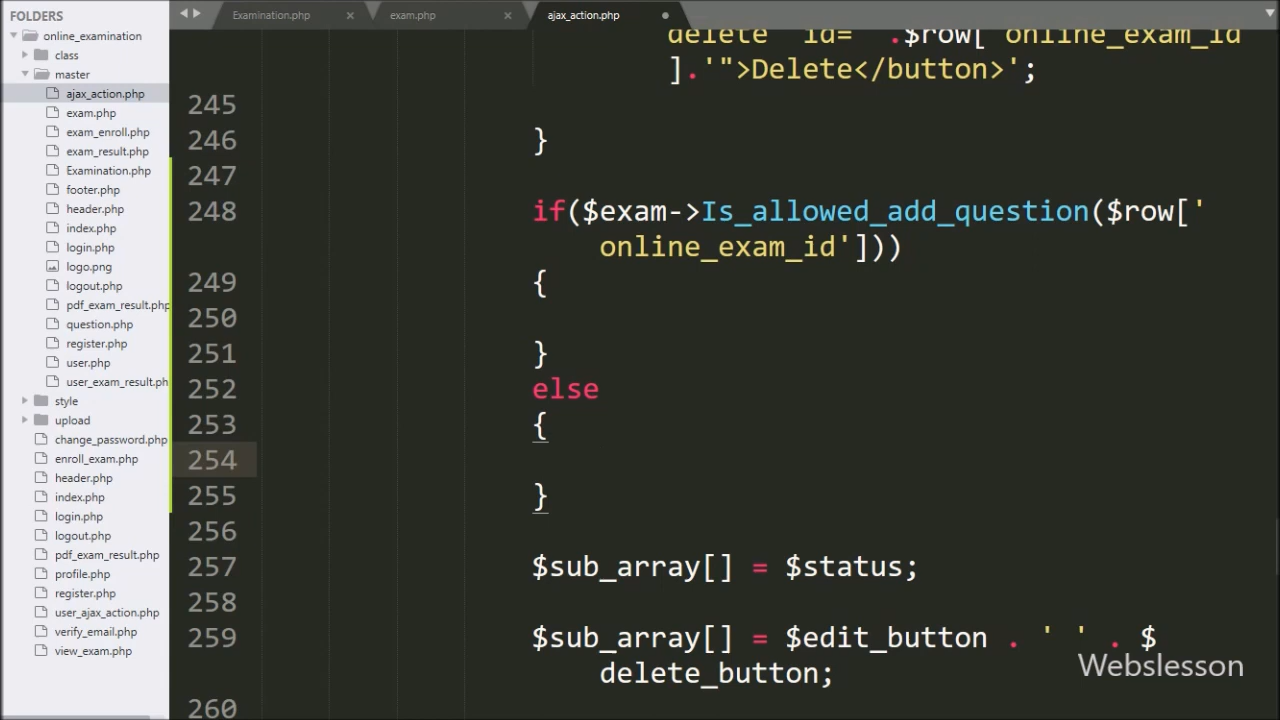 FOLDERS
online_examination
class
master
ajax_action.php
exam.php
exam_enroll.php
exam_result.php
Examination.php
footer.php
header.php
index.php
login.php
logo.png
logout.php
pdf_exam_result.php
question.php
register.php
user.php
user_exam_result.ph
style
upload
change_password.php
enroll_exam.php
header.php
index.php
login.php
logout.php
pdf_exam_result.php
profile.php
register.php
user_ajax_action.php
verify_email.php
view_exam.php
Examination.php × exam.php × ajax_action.php
delete" id="'.$row['online_exam_id'
].'">Delete</button>';
245
246 }
247
248 if($exam->Is_allowed_add_question($row['
online_exam_id']))
249 {
250
251 }
252 else
253 {
254
255 }
256
257 $sub_array[] = $status;
258
259 $sub_array[] = $edit_button . ' ' . $
delete_button;
260
Webslesson